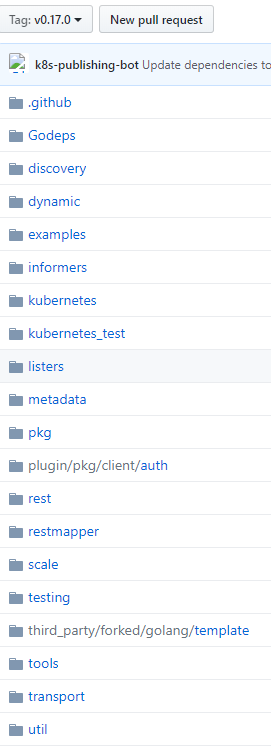 Tag: v0.17.0 New pull request
k8s-publishing-bot Update dependencies to
.github
Godeps
discovery
dynamic
examples
informers
kubernetes
kubernetes_test
listers
metadata
pkg
plugin/pkg/client/auth
rest
restmapper
scale
testing
third_party/forked/golang/template
tools
transport
util